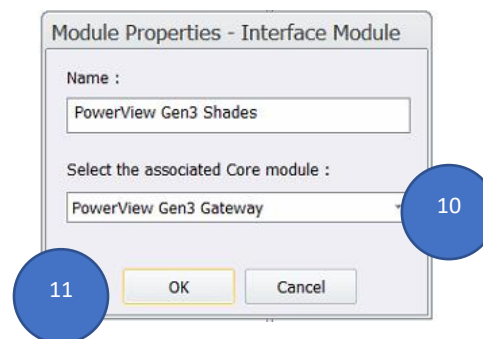 Module Properties - Interface Module
Name :
PowerView Gen3 Shades
Select the associated Core module :
PowerView Gen3 Gateway
10
11
OK Cancel